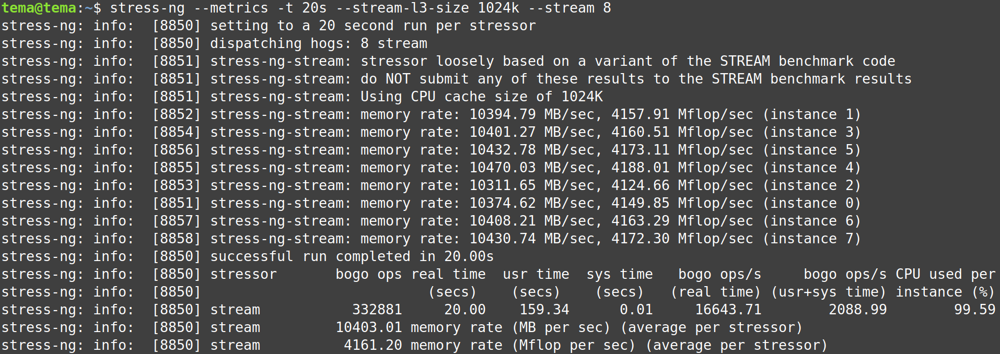 tema@tema:~$ stress-ng --metrics -t 20s --stream-l3-size 1024k --stream 8
stress-ng: info:  [8850] setting to a 20 second run per stressor
stress-ng: info:  [8850] dispatching hogs: 8 stream
stress-ng: info:  [8851] stress-ng-stream: stressor loosely based on a variant of the STREAM benchmark code
stress-ng: info:  [8851] stress-ng-stream: do NOT submit any of these results to the STREAM benchmark results
stress-ng: info:  [8851] stress-ng-stream: Using CPU cache size of 1024K
stress-ng: info:  [8852] stress-ng-stream: memory rate: 10394.79 MB/sec, 4157.91 Mflop/sec (instance 1)
stress-ng: info:  [8854] stress-ng-stream: memory rate: 10401.27 MB/sec, 4160.51 Mflop/sec (instance 3)
stress-ng: info:  [8856] stress-ng-stream: memory rate: 10432.78 MB/sec, 4173.11 Mflop/sec (instance 5)
stress-ng: info:  [8855] stress-ng-stream: memory rate: 10470.03 MB/sec, 4188.01 Mflop/sec (instance 4)
stress-ng: info:  [8853] stress-ng-stream: memory rate: 10311.65 MB/sec, 4124.66 Mflop/sec (instance 2)
stress-ng: info:  [8851] stress-ng-stream: memory rate: 10374.62 MB/sec, 4149.85 Mflop/sec (instance 0)
stress-ng: info:  [8857] stress-ng-stream: memory rate: 10408.21 MB/sec, 4163.29 Mflop/sec (instance 6)
stress-ng: info:  [8858] stress-ng-stream: memory rate: 10430.74 MB/sec, 4172.30 Mflop/sec (instance 7)
stress-ng: info:  [8850] successful run completed in 20.00s
stress-ng: info:  [8850] stressor       bogo ops real time  usr time  sys time   bogo ops/s     bogo ops/s CPU used per
stress-ng: info:  [8850]                           (secs)    (secs)    (secs)   (real time) (usr+sys time) instance (%)
stress-ng: info:  [8850] stream           332881     20.00    159.34      0.01     16643.71        2088.99        99.59
stress-ng: info:  [8850] stream         10403.01 memory rate (MB per sec) (average per stressor)
stress-ng: info:  [8850] stream          4161.20 memory rate (Mflop per sec) (average per stressor)